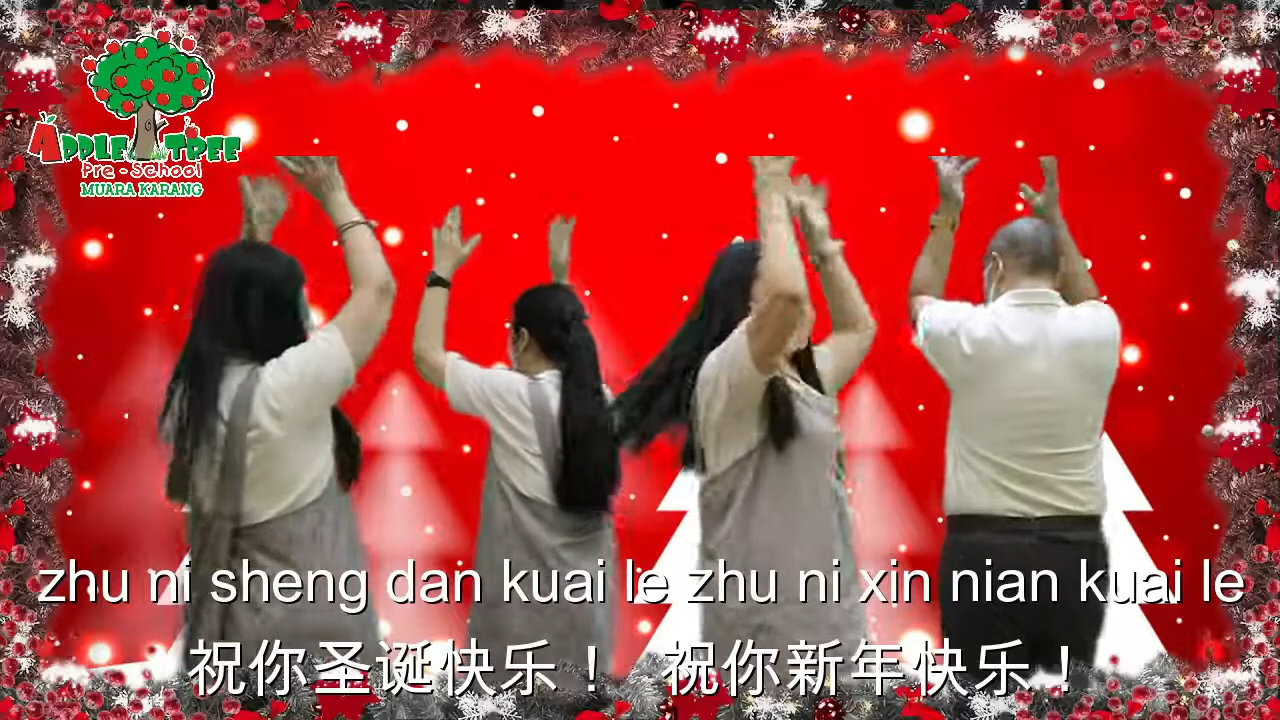 APPLE TREE
Pre - School
MUARA KARANG
zhu ni sheng dan kuai le zhu ni xin nian kuai le
祝你圣诞快乐！ 祝你新年快乐！